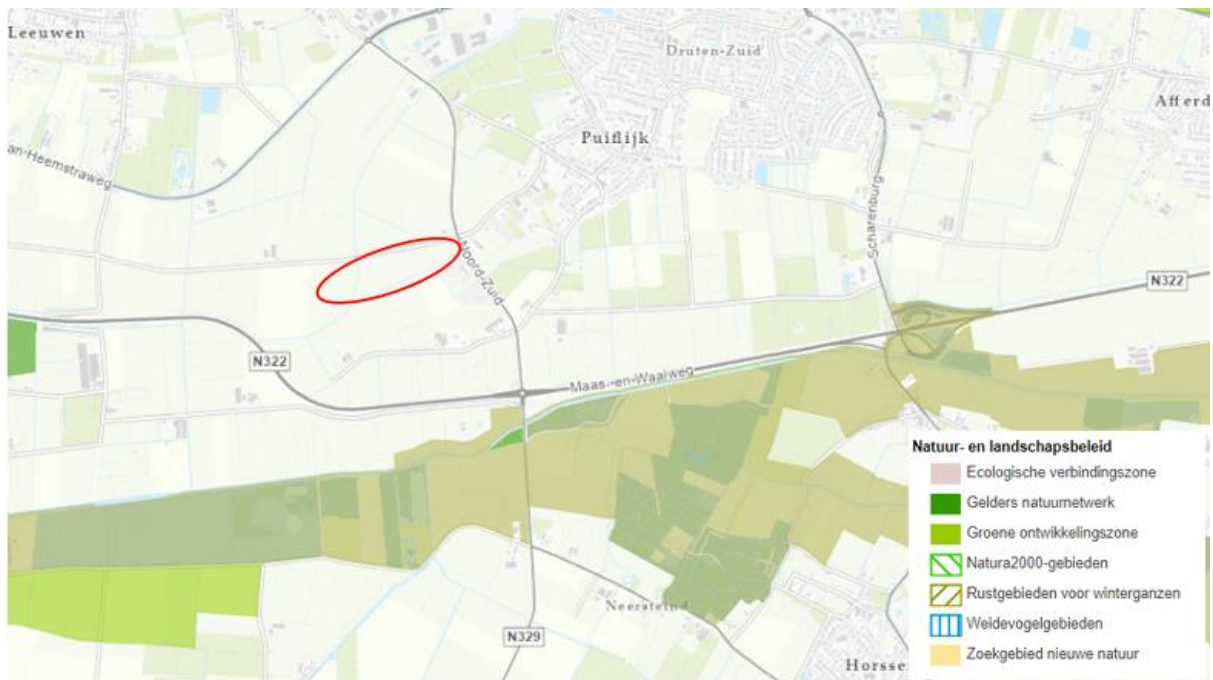 Leeuwen
Druten-Zuid
Afferd
Puiflijk
an-Heemstraweg
Scharenburg
Noord-Zuid
N322
N322
Maas.-en-Waalweg
Neersteind
N329
Horssen
Natuur- en landschapsbeleid
Ecologische verbindingszone
Gelders natuurnetwerk
Groene ontwikkelingszone
Natura2000-gebieden
Rustgebieden voor winterganzen
Weidevogelgebieden
Zoekgebied nieuwe natuur